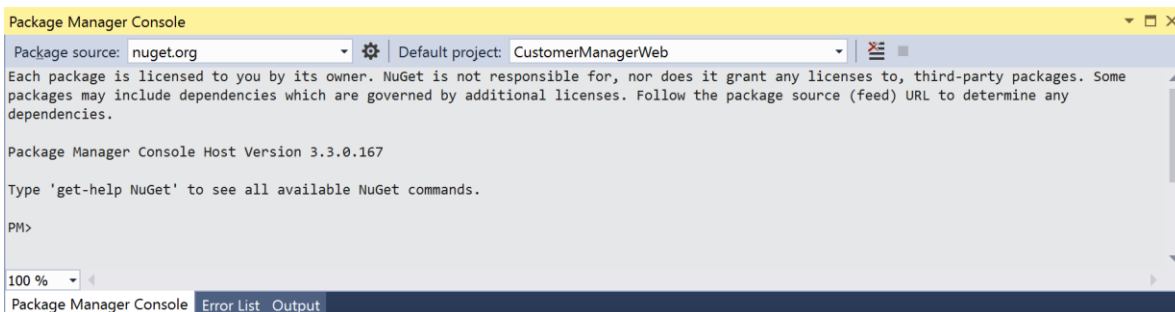 Package Manager Console
Package source: nuget.org Default project: CustomerManagerWeb
Each package is licensed to you by its owner. NuGet is not responsible for, nor does it grant any licenses to, third-party packages. Some
packages may include dependencies which are governed by additional licenses. Follow the package source (feed) URL to determine any
dependencies.
Package Manager Console Host Version 3.3.0.167
Type 'get-help NuGet' to see all available NuGet commands.
PM>
100 %
Package Manager Console Error List Output